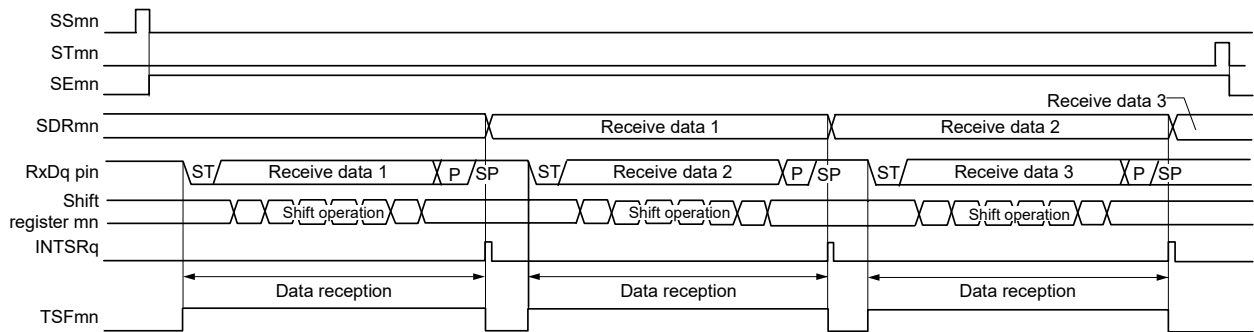 SSmn
STmn
SEmn
Receive data 3
SDRmn Receive data 1 Receive data 2
RxDq pin ST Receive data 1 P SP ST Receive data 2 P SP ST Receive data 3 P SP
Shift
register mn Shift operation Shift operation Shift operation
INTSRq
Data reception Data reception Data reception
TSFmn